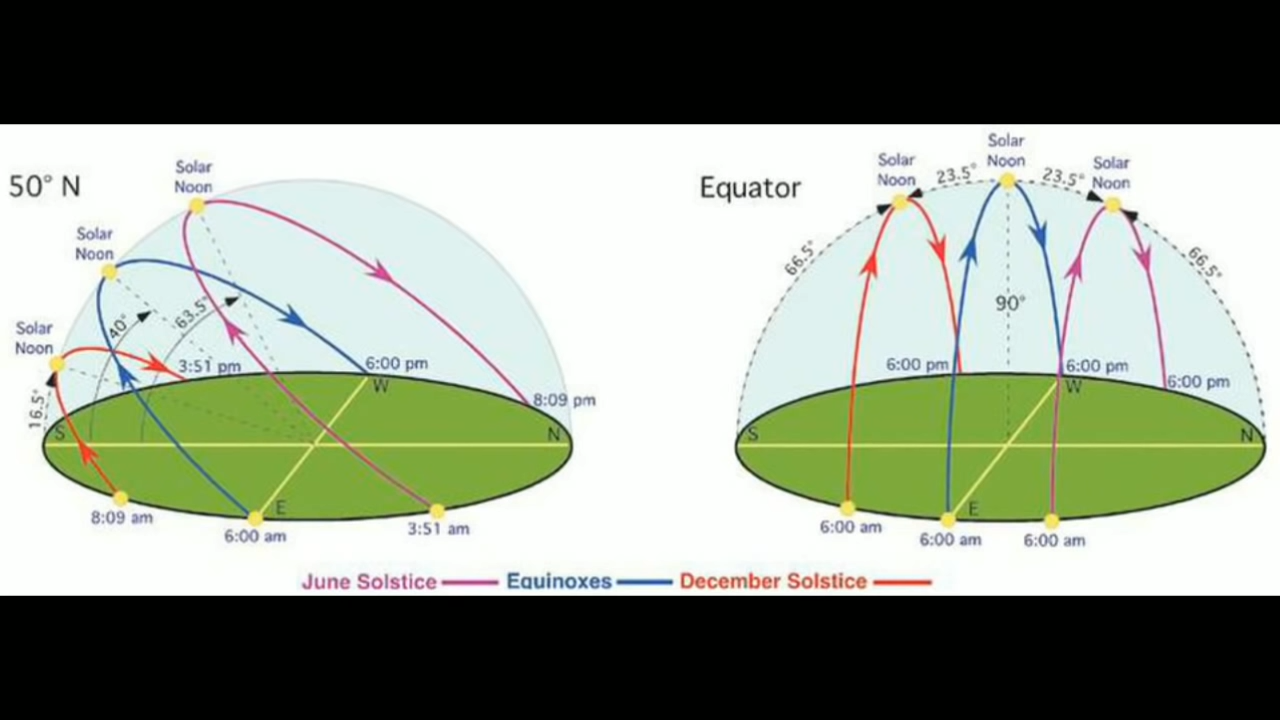 50° N
Solar
Noon
Solar
Noon
Solar
Noon
40°
63.5°
16.5°
3:51 pm
6:00 pm
W
8:09 pm
S
N
E
8:09 am
6:00 am
3:51 am
Equator
Solar
Noon
Solar
Noon
Solar
Noon
23.5°
23.5°
66.5°
66.5°
90°
6:00 pm
6:00 pm
W
6:00 pm
S
N
E
6:00 am
6:00 am
6:00 am
June Solstice
Equinoxes
December Solstice